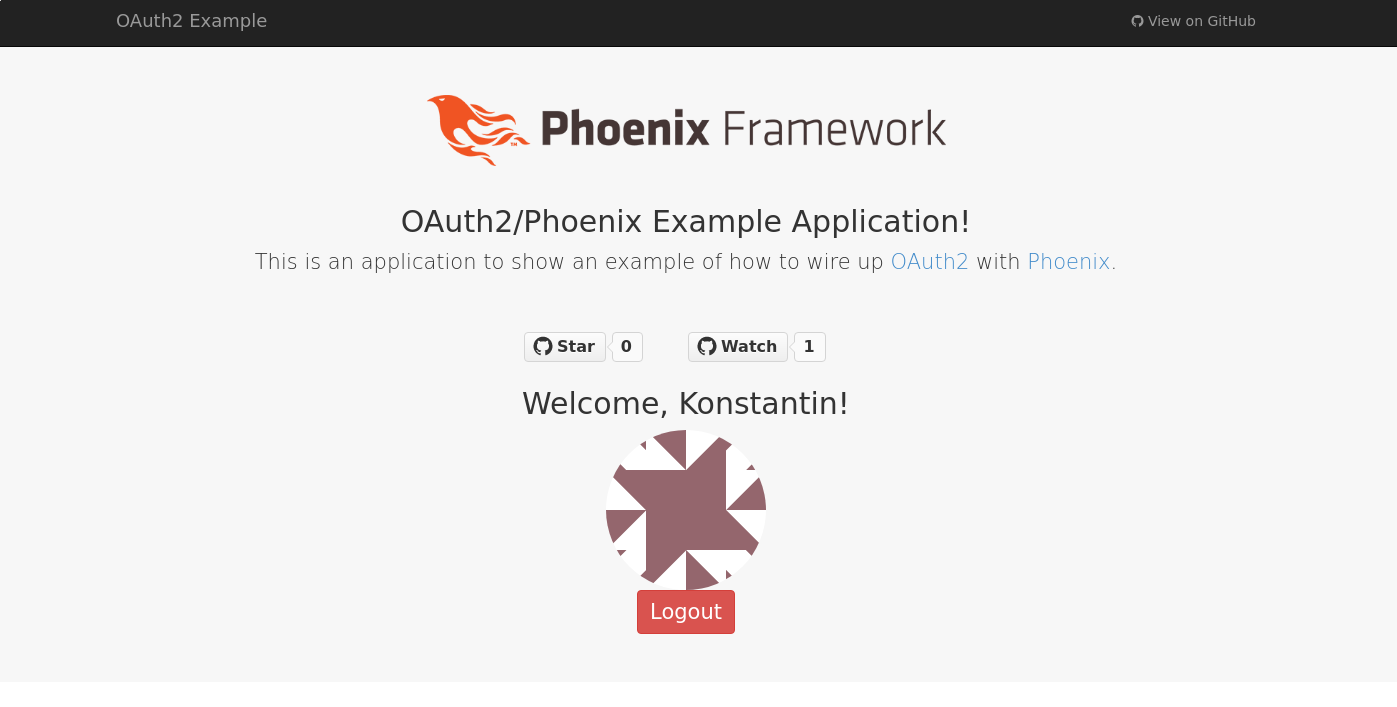 OAuth2 Example
View on GitHub
Phoenix Framework
TM
OAuth2/Phoenix Example Application!
This is an application to show an example of how to wire up OAuth2 with Phoenix.
Star 0 Watch 1
Welcome, Konstantin!
Logout